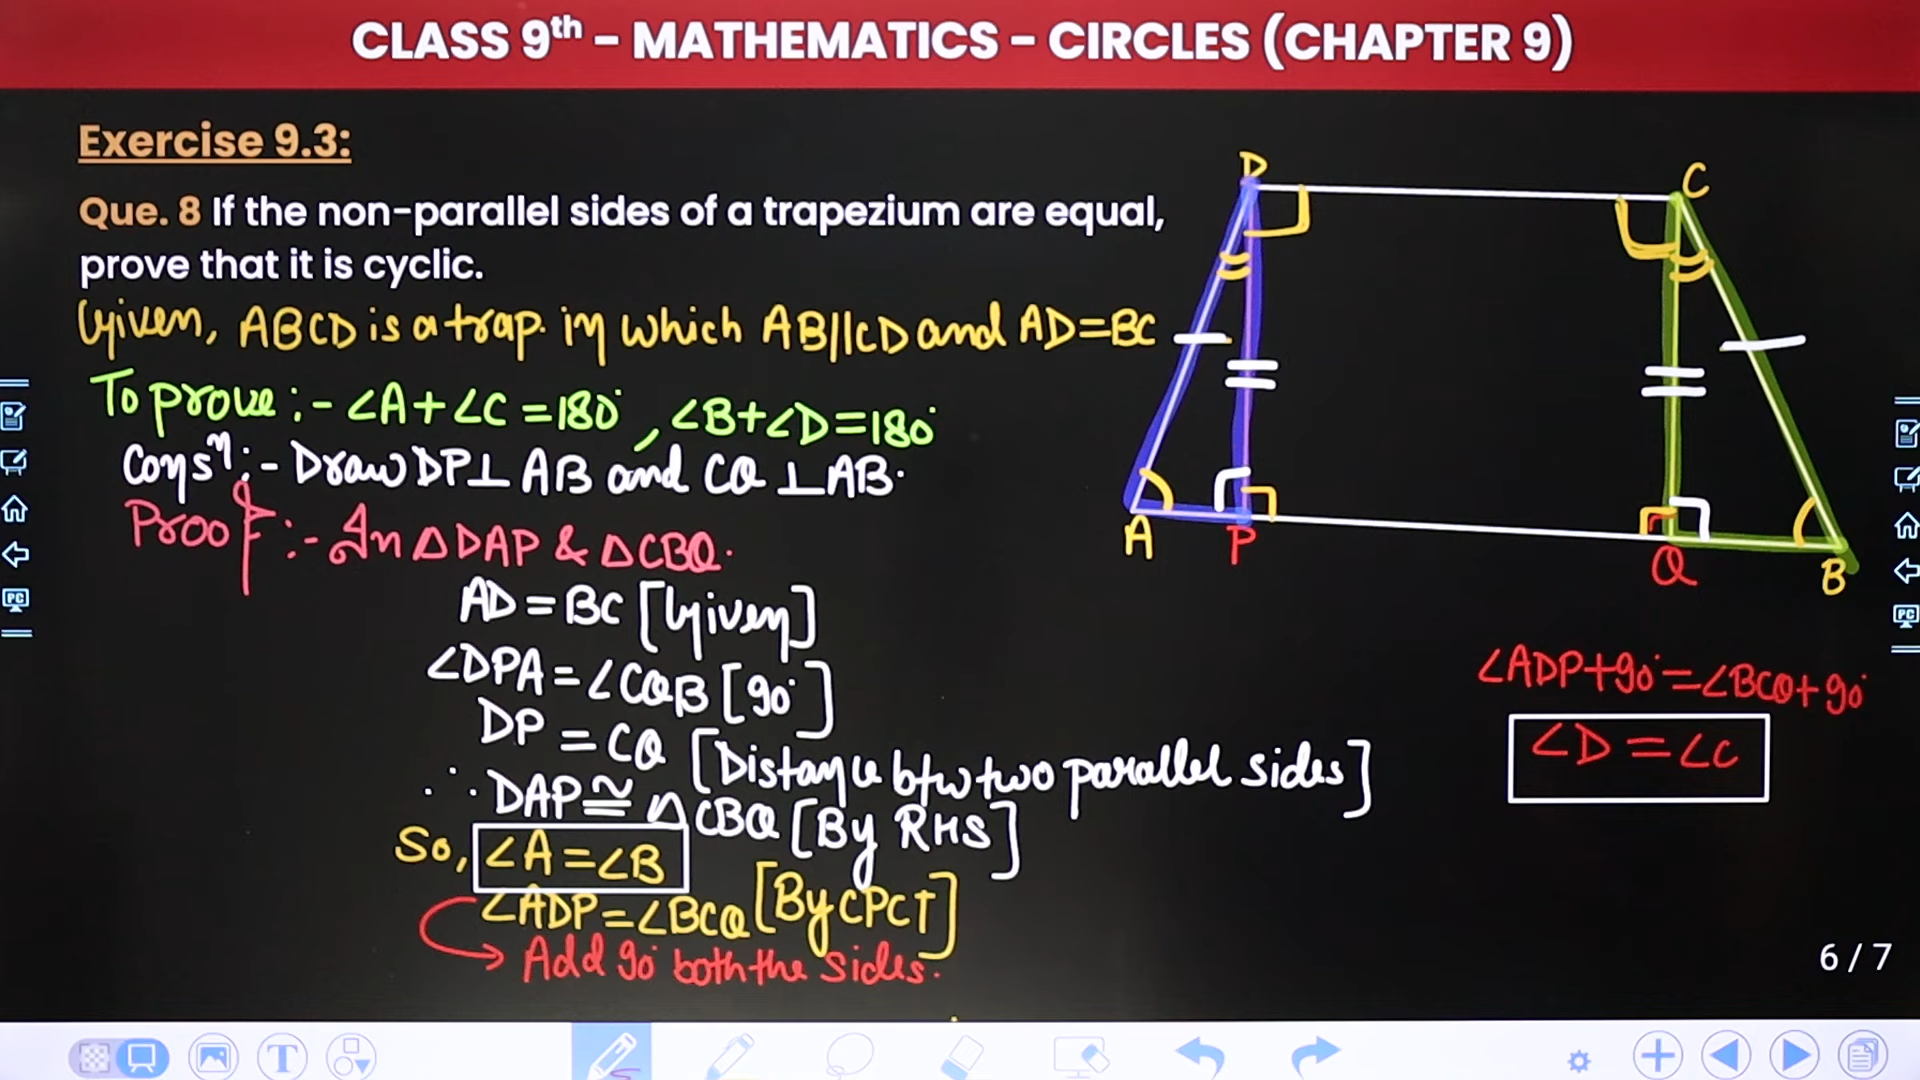 CLASS 9th - MATHEMATICS - CIRCLES (CHAPTER 9)
Exercise 9.3:
Que. 8 If the non-parallel sides of a trapezium are equal,
prove that it is cyclic.
Given, ABCD is a trap. in which AB||CD and AD=BC
To prove :- ∠A+∠C=180°, ∠B+∠D=180°
Consⁿ :- Draw DP⊥AB and CQ⊥AB.
Proof :- In △DAP & △CBQ.
AD=BC [Given]
∠DPA=∠CQB [90°]
DP=CQ [Distance btw two parallel sides]
∴ DAP≅△CBQ [By RHS]
So, ∠A=∠B
∠ADP=∠BCQ [By CPCT]
Add 90° both the sides.
D
C
A
P
Q
B
∠ADP+90°=∠BCQ+90°
∠D=∠C
6 / 7
PC
PC
T